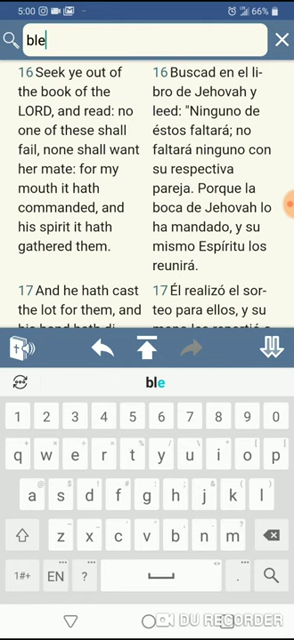 5:00 66%
ble
16 Seek ye out of
the book of the
LORD, and read: no
one of these shall
fail, none shall want
her mate: for my
mouth it hath
commanded, and
his spirit it hath
gathered them.
17 And he hath cast
the lot for them, and
16 Buscad en el li-
bro de Jehovah y
leed: "Ninguno de
éstos faltará; no
faltará ninguno con
su respectiva
pareja. Porque la
boca de Jehovah lo
ha mandado, y su
mismo Espíritu los
reunirá.
17 Él realizó el sor-
teo para ellos, y su
ble
1 2 3 4 5 6 7 8 9 0
q w e r t y u i o p
a s d f g h j k l
z x c v b n m
1#+ EN ? .
DU RECORDER